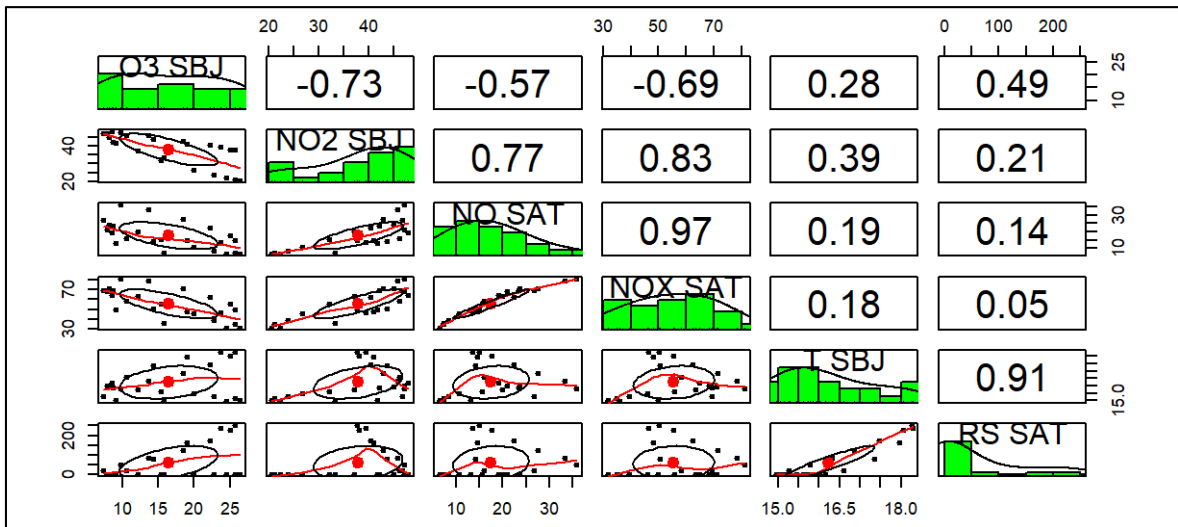 20 40 30 50 70 0 100 200
O3 SBJ -0.73 -0.57 -0.69 0.28 0.49 10 25
20 40 NO2 SBJ 0.77 0.83 0.39 0.21
NO SAT 0.97 0.19 0.14 10 30
30 70 NOX SAT 0.18 0.05
T SBJ 0.91 15.0
0 100 200 RS SAT
10 15 20 25 10 30 15.0 16.5 18.0